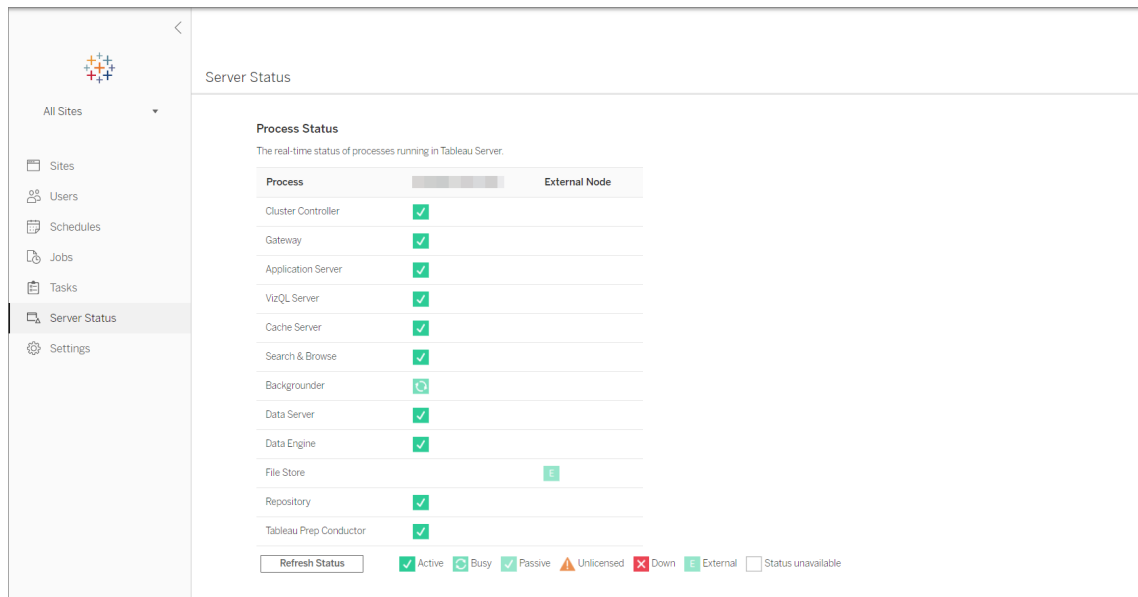 All Sites
Sites
Users
Schedules
Jobs
Tasks
Server Status
Settings
Server Status
Process Status
The real-time status of processes running in Tableau Server.
Process External Node
Cluster Controller
Gateway
Application Server
VizQL Server
Cache Server
Search & Browse
Backgrounder
Data Server
Data Engine
File Store E
Repository
Tableau Prep Conductor
Refresh Status Active Busy Passive Unlicensed Down E External Status unavailable